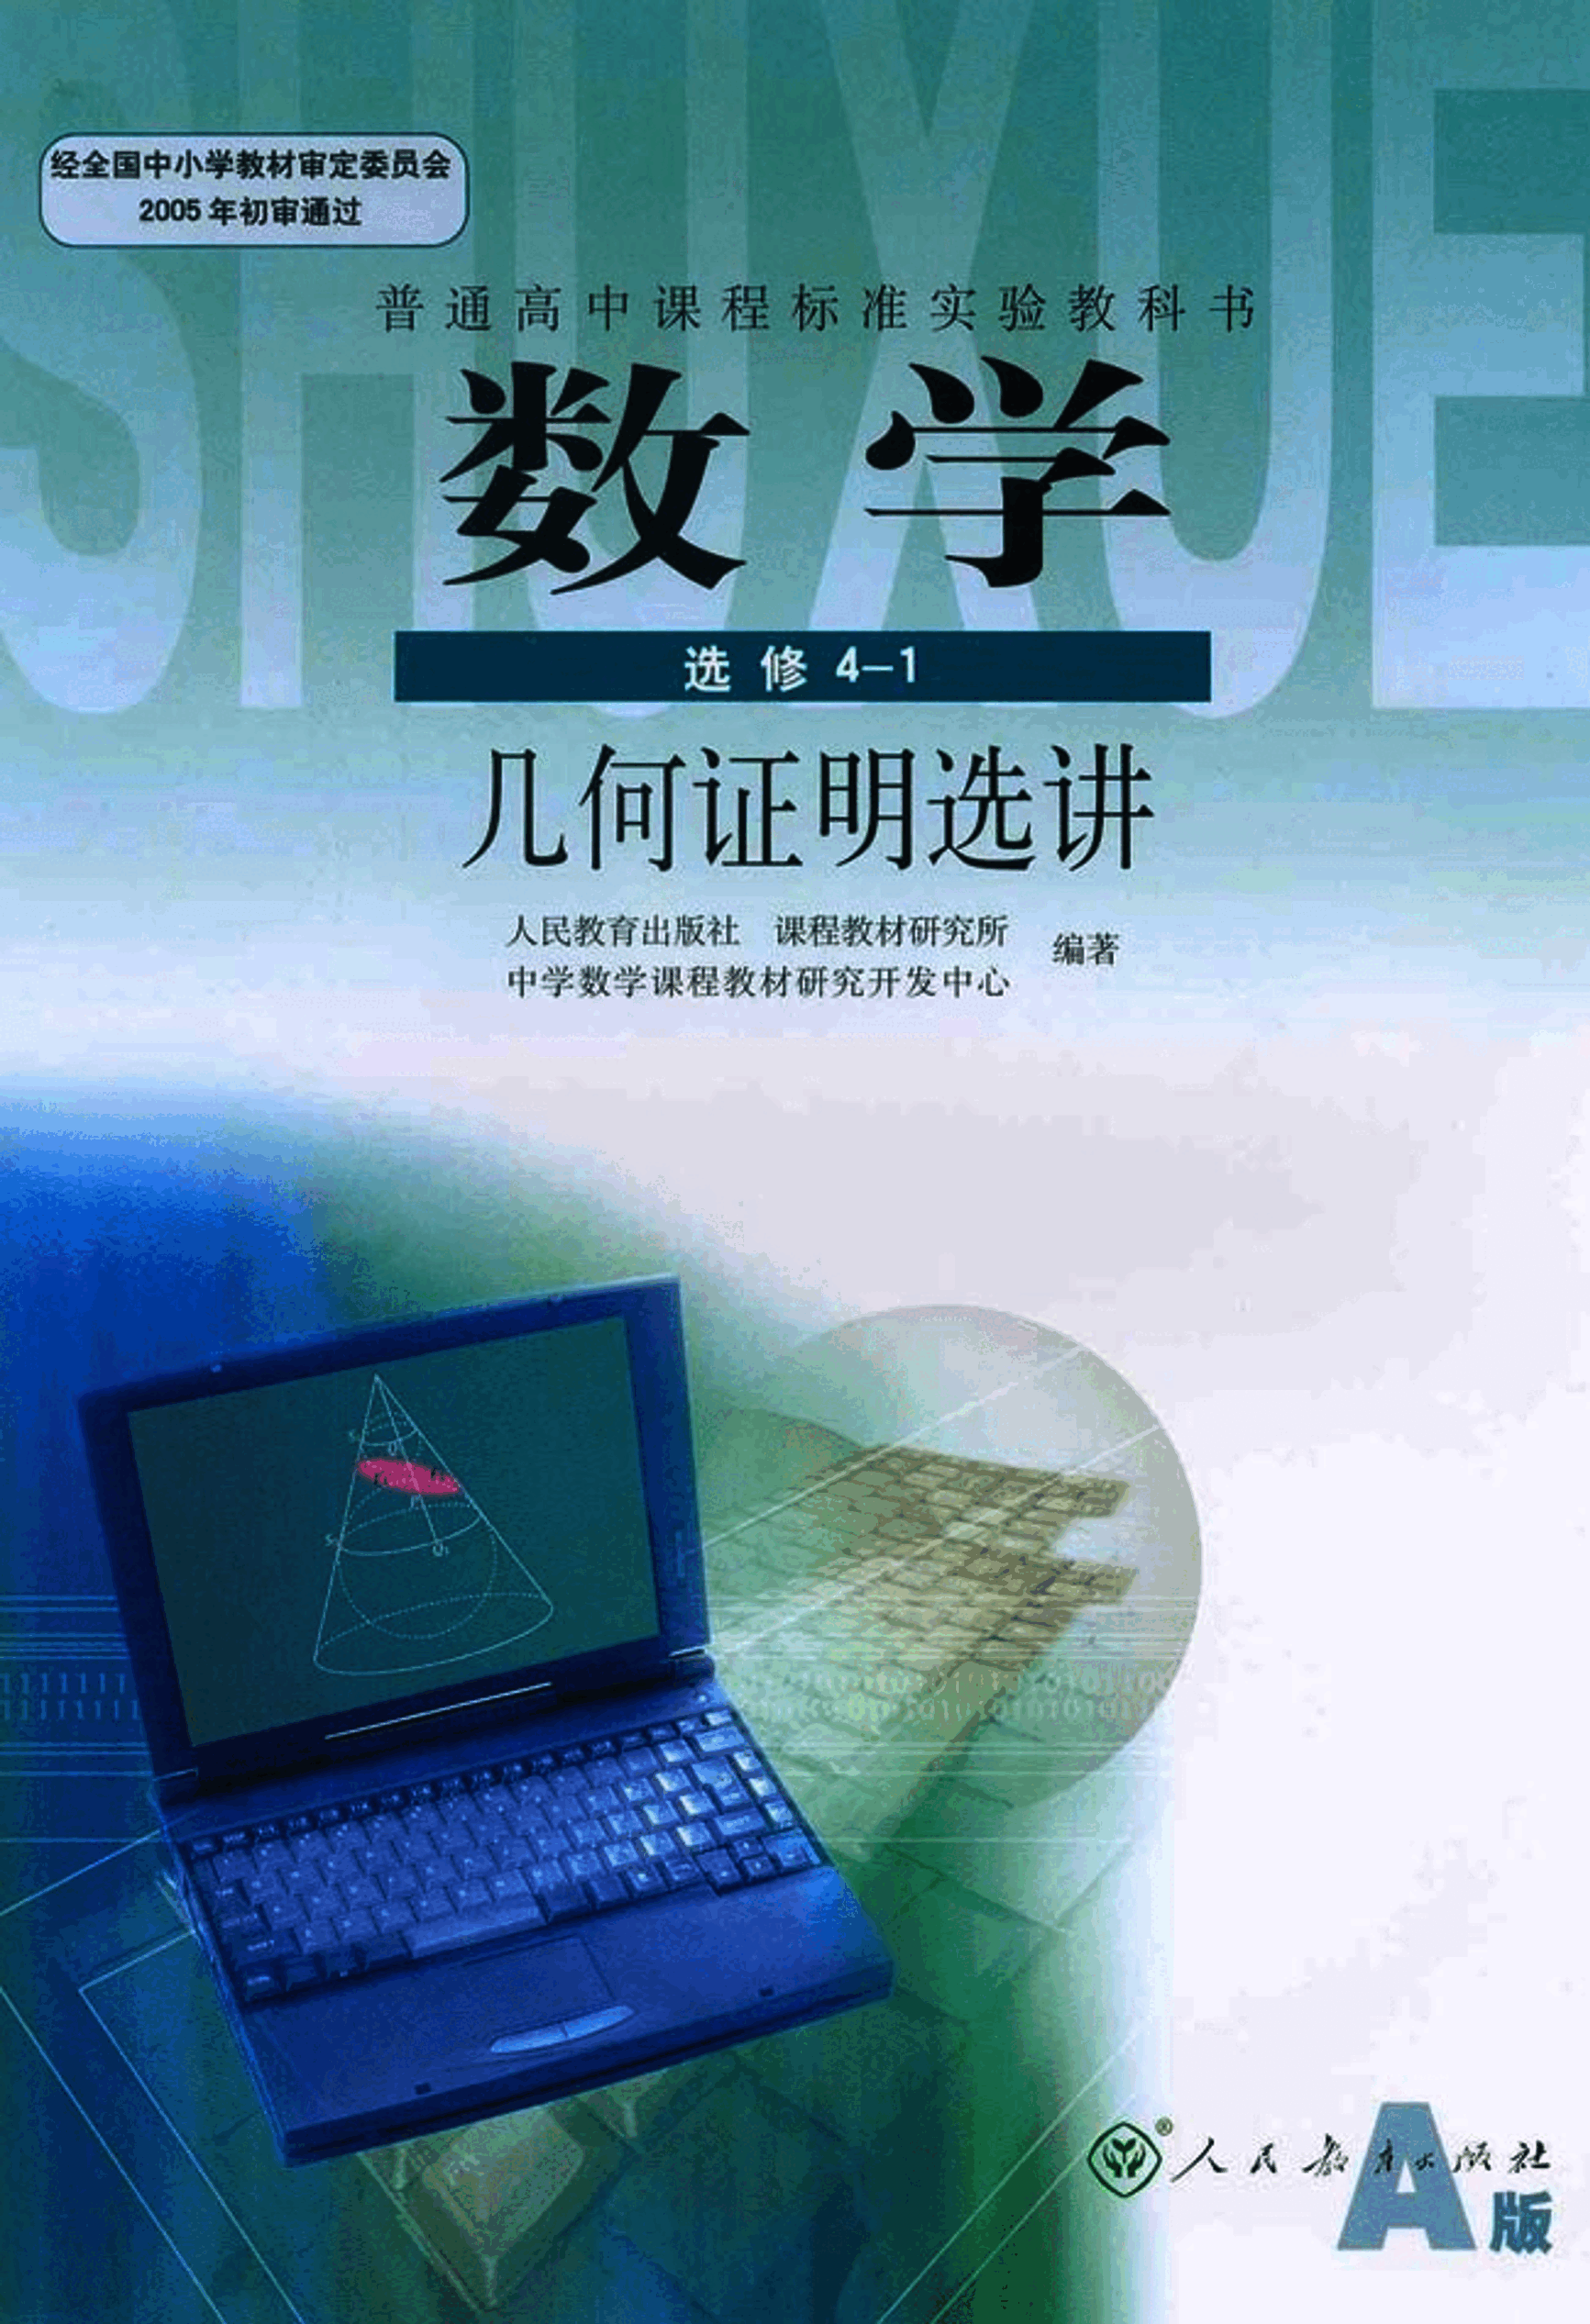 SHUXUE
经全国中小学教材审定委员会
2005年初审通过
普通高中课程标准实验教科书
数学
选修 4-1
几何证明选讲
人民教育出版社 课程教材研究所
中学数学课程教材研究开发中心
编著
人民教育出版社
A版